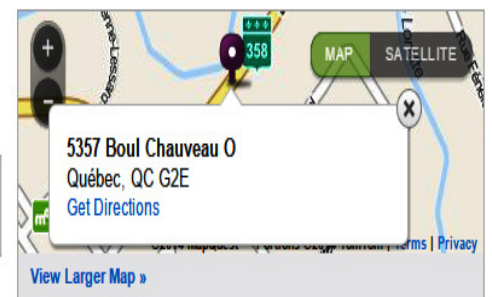 +
358
MAP SATELLITE
-
5357 Boul Chauveau O
Québec, QC G2E
Get Directions
Terms | Privacy
View Larger Map »